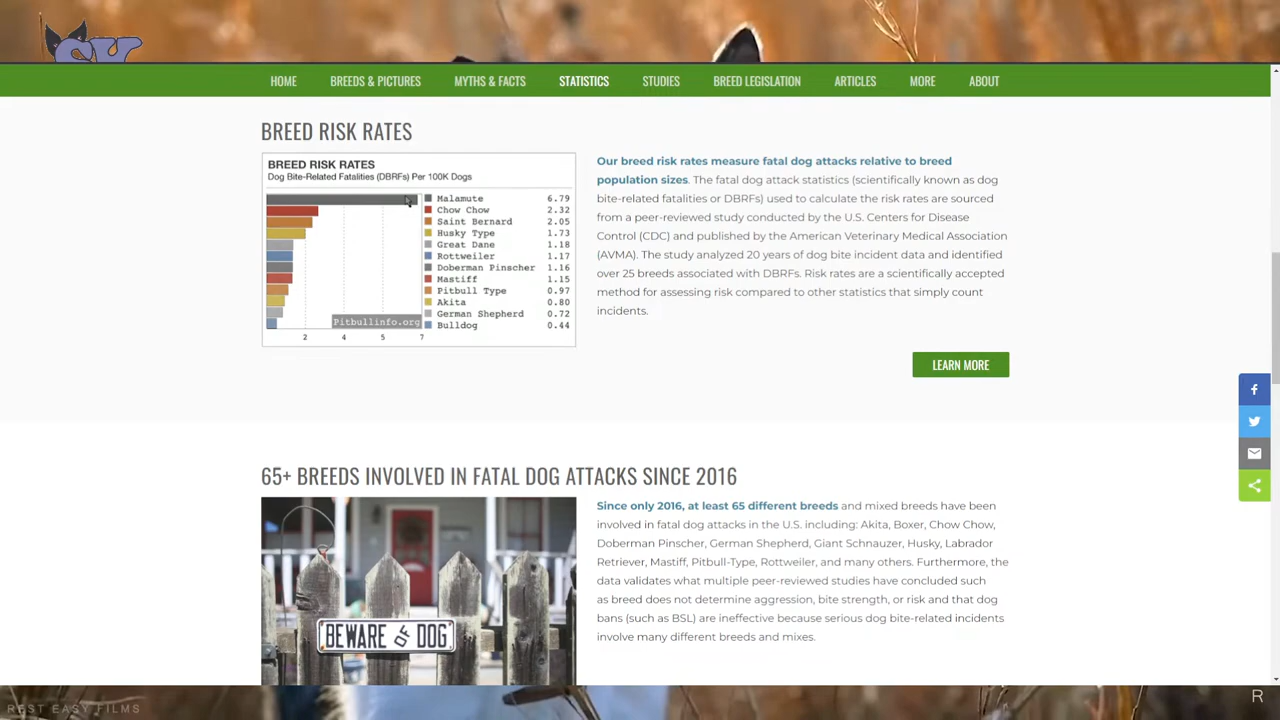 CU
HOME BREEDS & PICTURES MYTHS & FACTS STATISTICS STUDIES BREED LEGISLATION ARTICLES MORE ABOUT
BREED RISK RATES
BREED RISK RATES
Dog Bite-Related Fatalities (DBRFs) Per 100K Dogs
Malamute 6.79
Chow Chow 2.32
Saint Bernard 2.05
Husky Type 1.73
Great Dane 1.18
Rottweiler 1.17
Doberman Pinscher 1.16
Mastiff 1.15
Pitbull Type 0.97
Akita 0.80
German Shepherd 0.72
Bulldog 0.44
Pitbullinfo.org
2 4 5 7
Our breed risk rates measure fatal dog attacks relative to breed
population sizes. The fatal dog attack statistics (scientifically known as dog
bite-related fatalities or DBRFs) used to calculate the risk rates are sourced
from a peer-reviewed study conducted by the U.S. Centers for Disease
Control (CDC) and published by the American Veterinary Medical Association
(AVMA). The study analyzed 20 years of dog bite incident data and identified
over 25 breeds associated with DBRFs. Risk rates are a scientifically accepted
method for assessing risk compared to other statistics that simply count
incidents.
LEARN MORE
65+ BREEDS INVOLVED IN FATAL DOG ATTACKS SINCE 2016
BEWARE OF DOG
Since only 2016, at least 65 different breeds and mixed breeds have been
involved in fatal dog attacks in the U.S. including: Akita, Boxer, Chow Chow,
Doberman Pinscher, German Shepherd, Giant Schnauzer, Husky, Labrador
Retriever, Mastiff, Pitbull-Type, Rottweiler, and many others. Furthermore, the
data validates what multiple peer-reviewed studies have concluded such
as breed does not determine aggression, bite strength, or risk and that dog
bans (such as BSL) are ineffective because serious dog bite-related incidents
involve many different breeds and mixes.
REST EASY FILMS
R